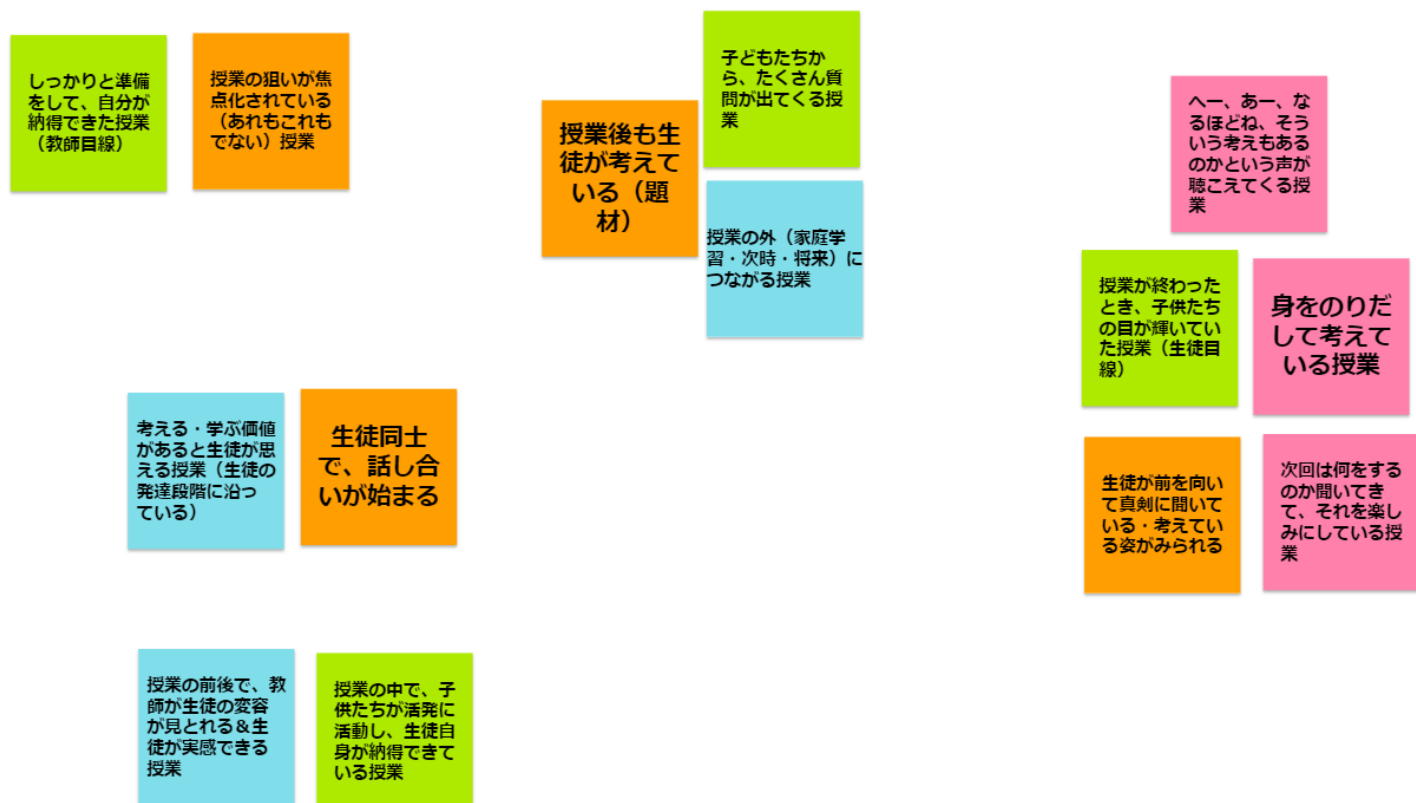 しっかりと準備
をして、自分が
納得できた授業
（教師目線）
授業の狙いが焦
点化されている
（あれもこれも
でない）授業
授業後も生
徒が考えて
いる（題
材）
子どもたちか
ら、たくさん質
問が出てくる授
業
授業の外（家庭学
習・次時・将来）に
つながる授業
へー、あー、な
るほどね、そう
いう考えもある
のかという声が
聴こえてくる授
業
授業が終わった
とき、子供たち
の目が輝いてい
た授業（生徒目
線）
身をのりだ
して考えて
いる授業
生徒が前を向い
て真剣に聞いて
いる・考えてい
る姿がみられる
次回は何をする
のか聞いてき
て、それを楽し
みにしている授
業
考える・学ぶ価値
があると生徒が思
える授業（生徒の
発達段階に沿っ
ている）
生徒同士
で、話し合
いが始まる
授業の前後で、教
師が生徒の変容
が見とれる＆生
徒が実感できる
授業
授業の中で、子
供たちが活発に
活動し、生徒自
身が納得できて
いる授業